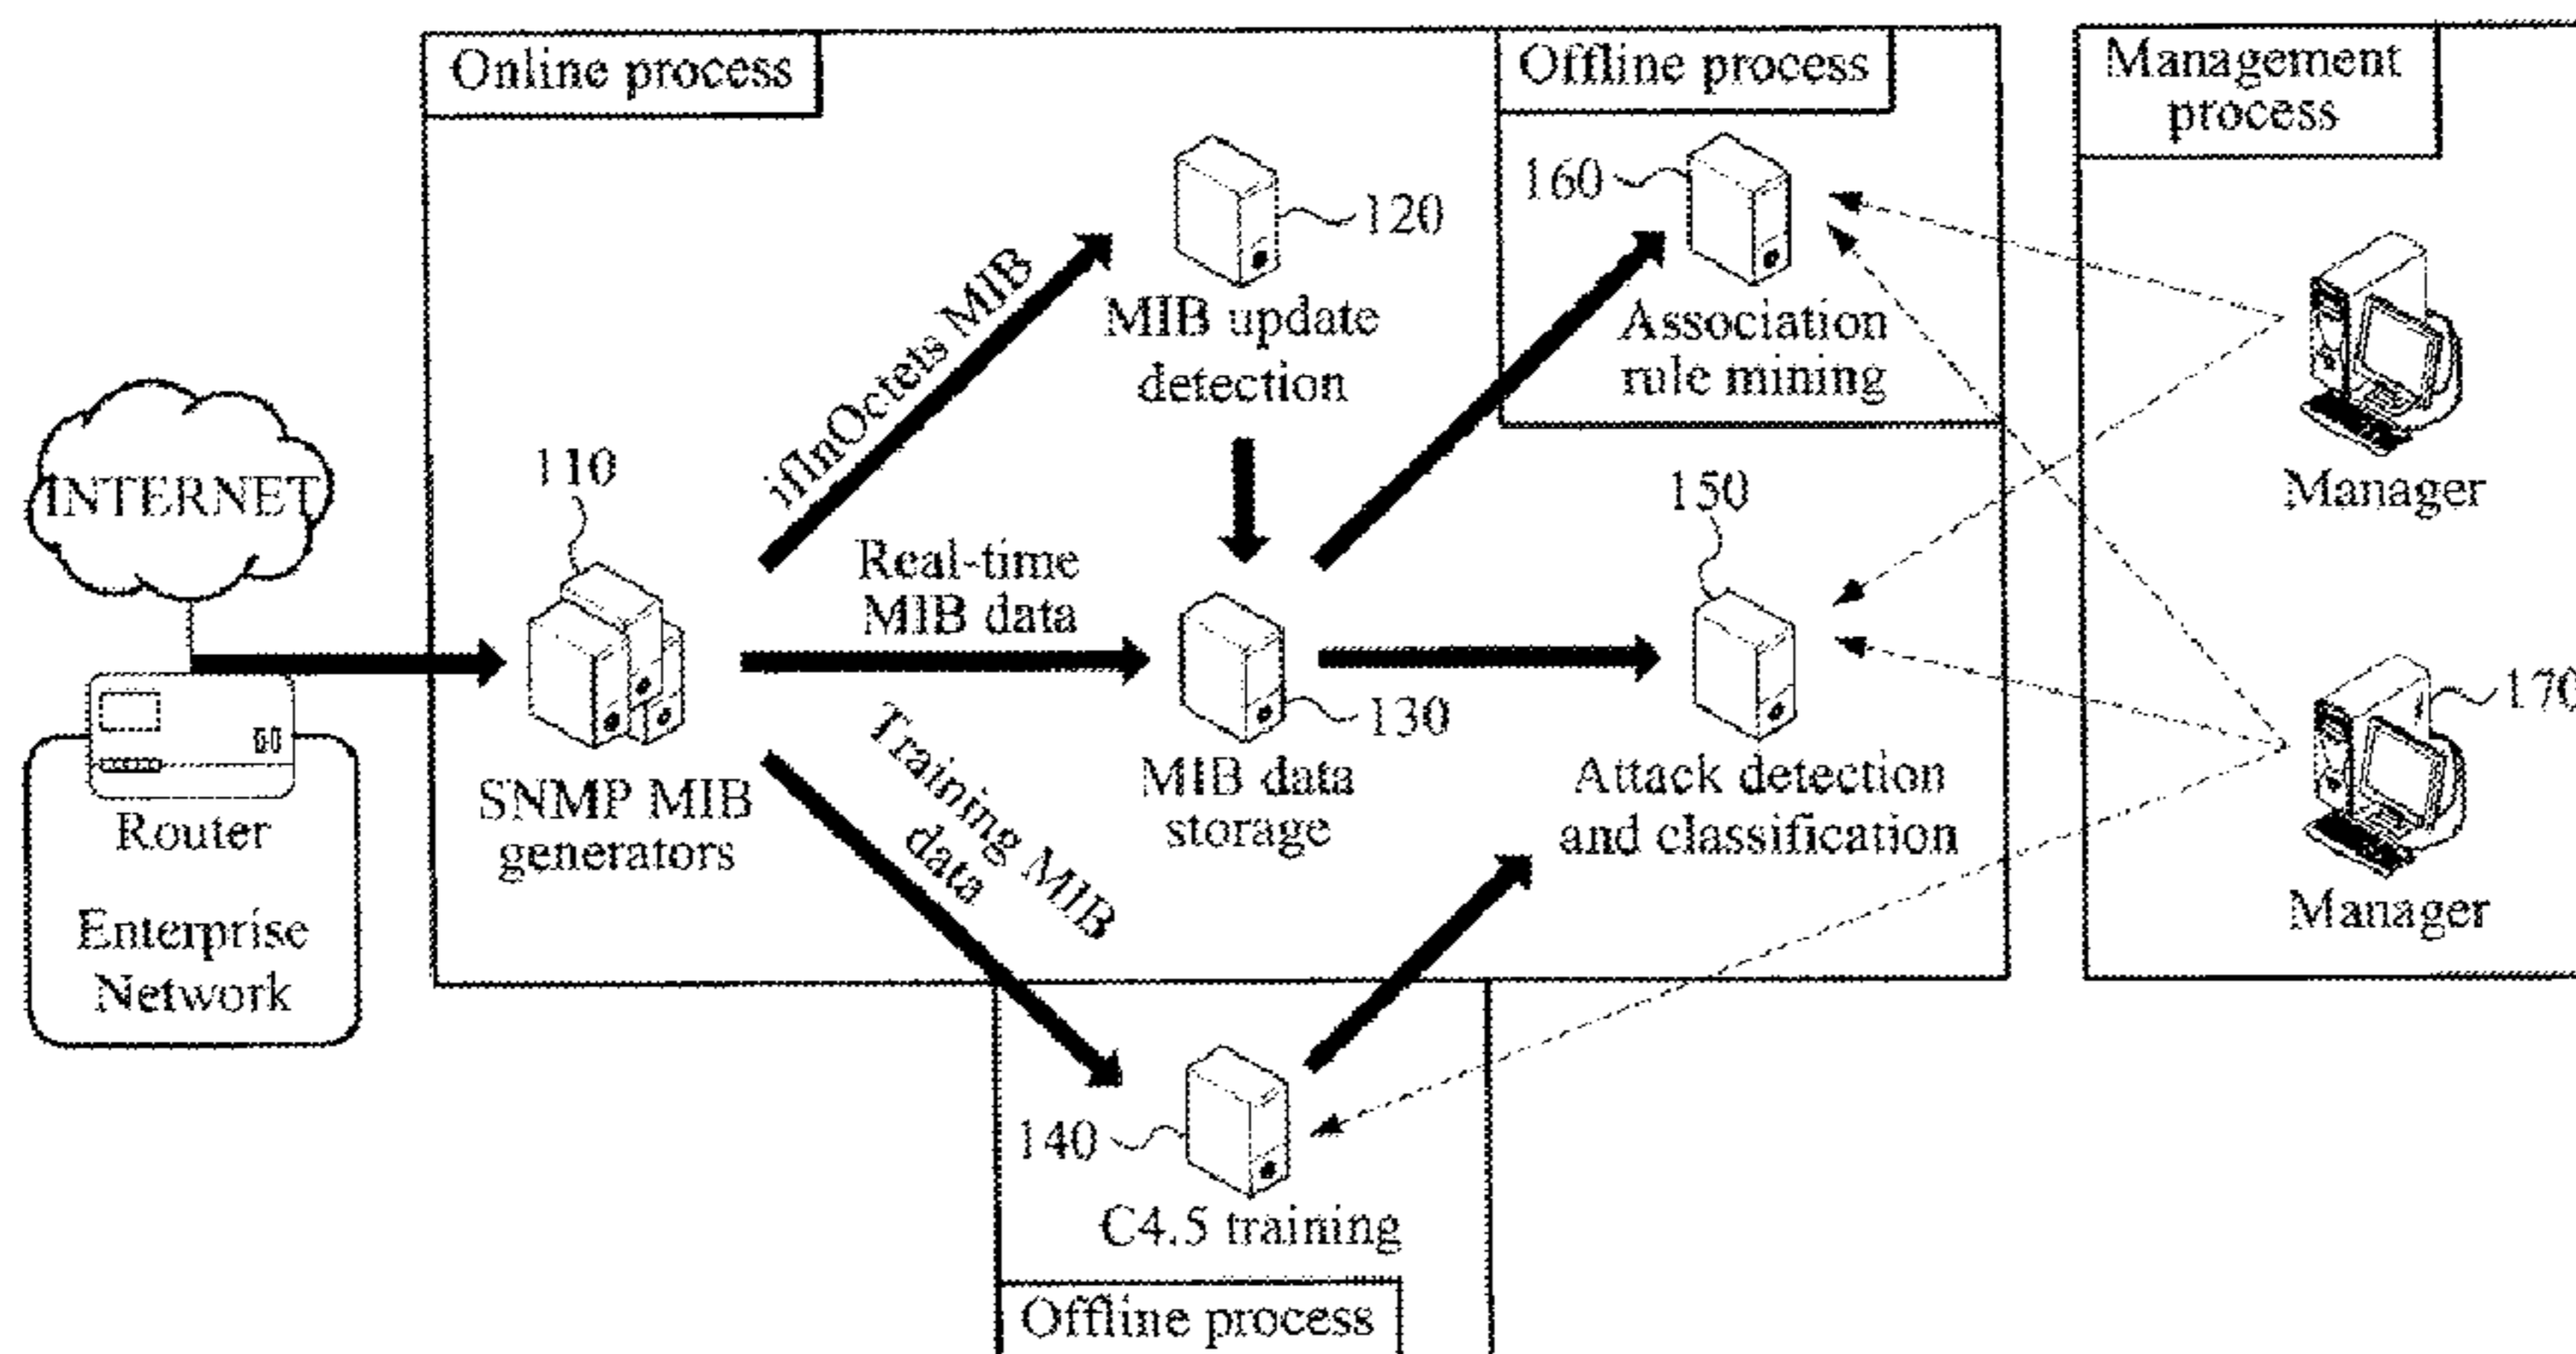 Online process
Offline process
Management
process
160
120
ifInOctets MIB
MIB update
detection
Association
rule mining
INTERNET
110
150
Manager
Real-time
MIB data
170
130
Training MIB
data
SNMP MIB
generators
MIB data
storage
Attack detection
and classification
Router
Enterprise
Network
Manager
140
C4.5 training
Offline process